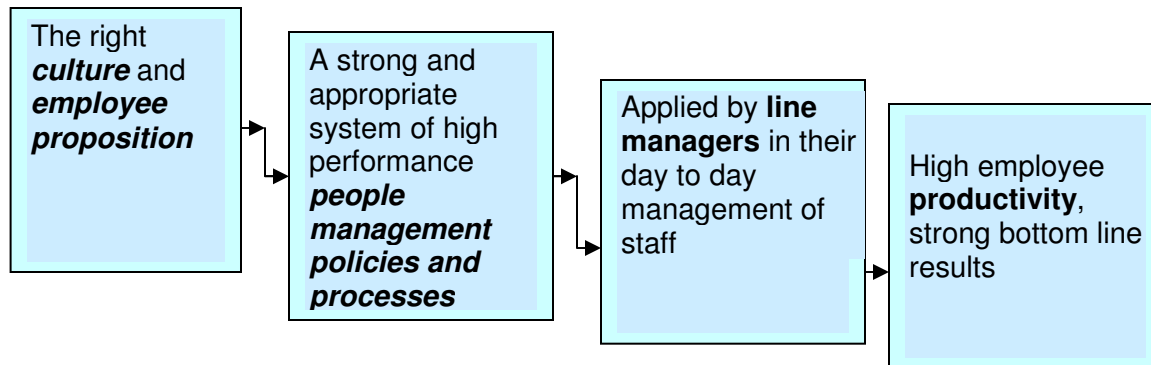 The right
culture and
employee
proposition
A strong and
appropriate
system of high
performance
people
management
policies and
processes
Applied by line
managers in their
day to day
management of
staff
High employee
productivity,
strong bottom line
results